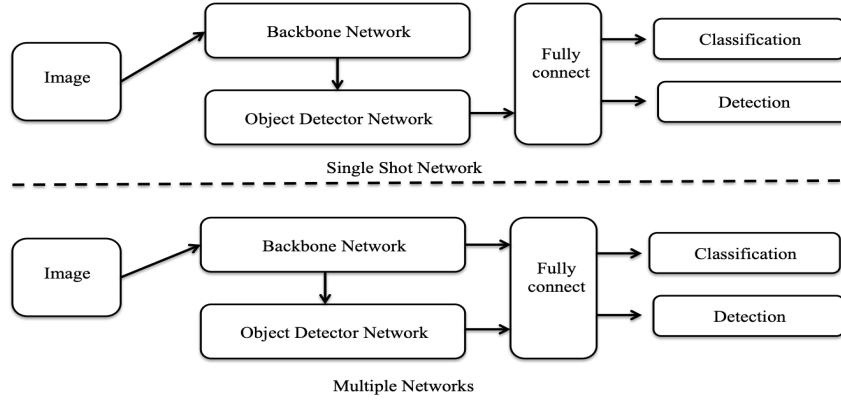 Backbone Network
Image
Fully
connect
Classification
Object Detector Network
Detection
Single Shot Network
Backbone Network
Image
Fully
connect
Classification
Object Detector Network
Detection
Multiple Networks